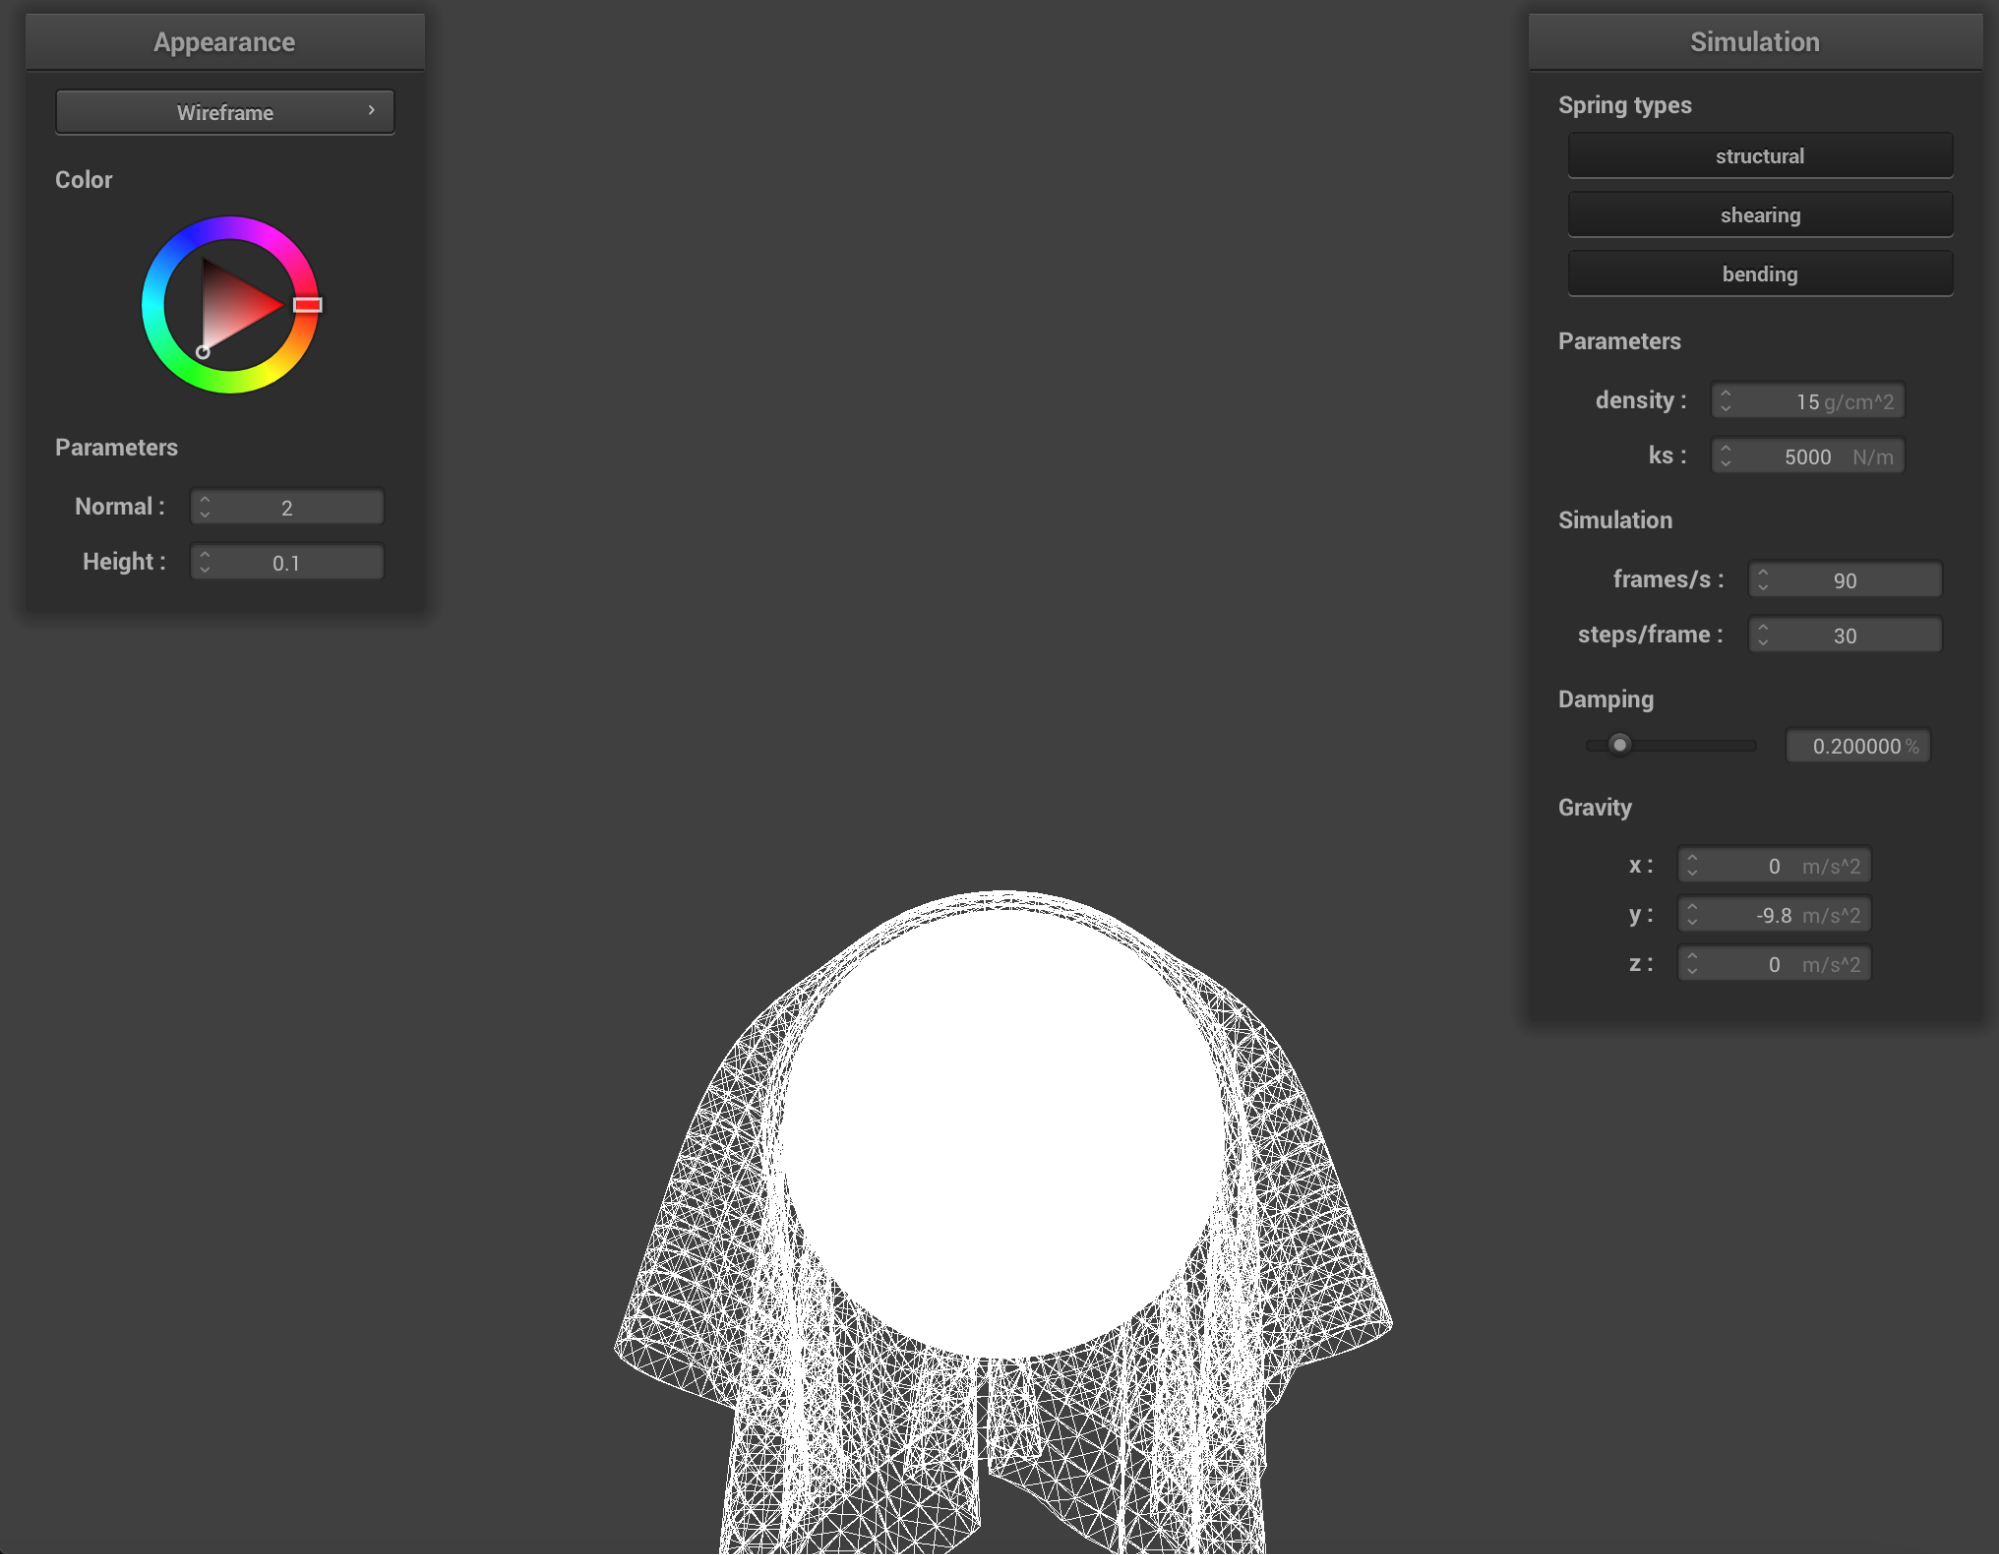 Appearance
Wireframe
Color
Parameters
Normal :
2
Height :
0.1
Simulation
Spring types
structural
shearing
bending
Parameters
density :
15 g/cm^2
ks :
5000 N/m
Simulation
frames/s :
90
steps/frame :
30
Damping
0.200000 %
Gravity
x :
0 m/s^2
y :
-9.8 m/s^2
z :
0 m/s^2